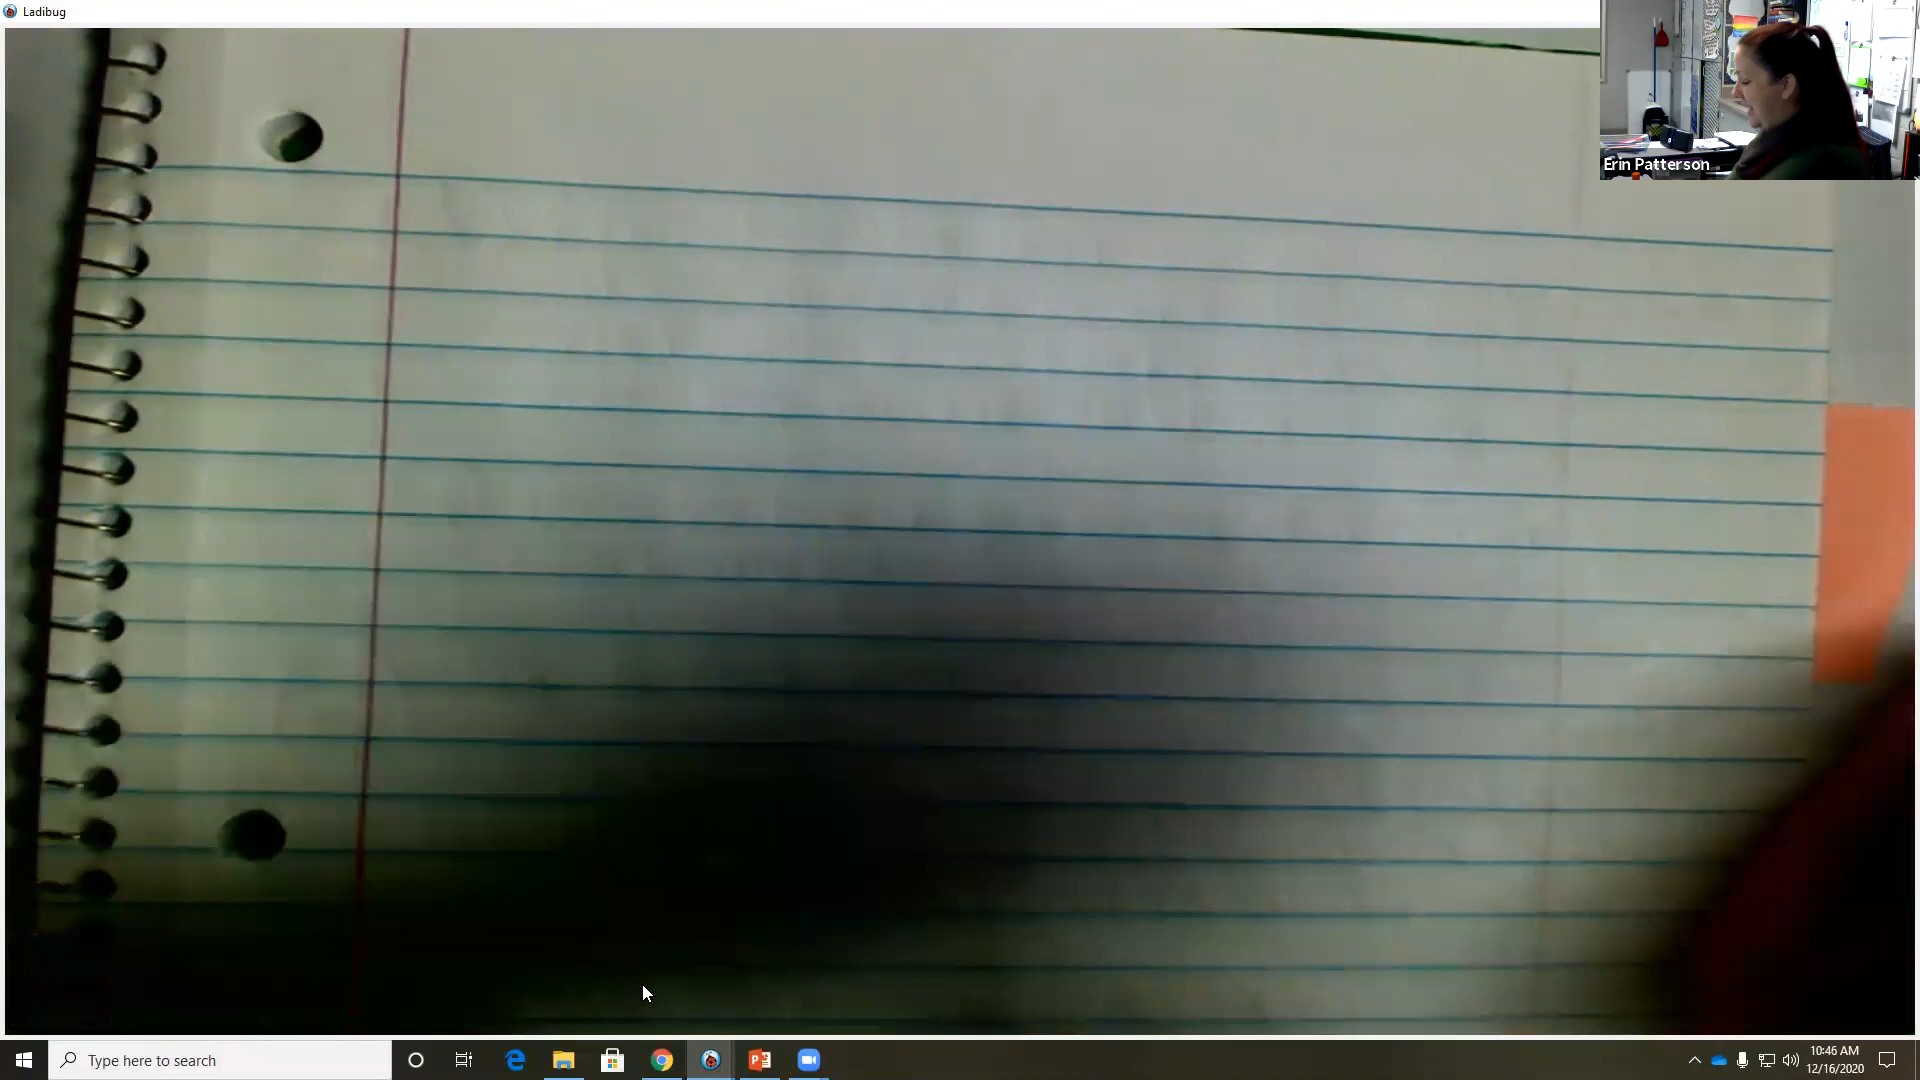 Ladibug
Erin Patterson
Type here to search
10:46 AM
12/16/2020